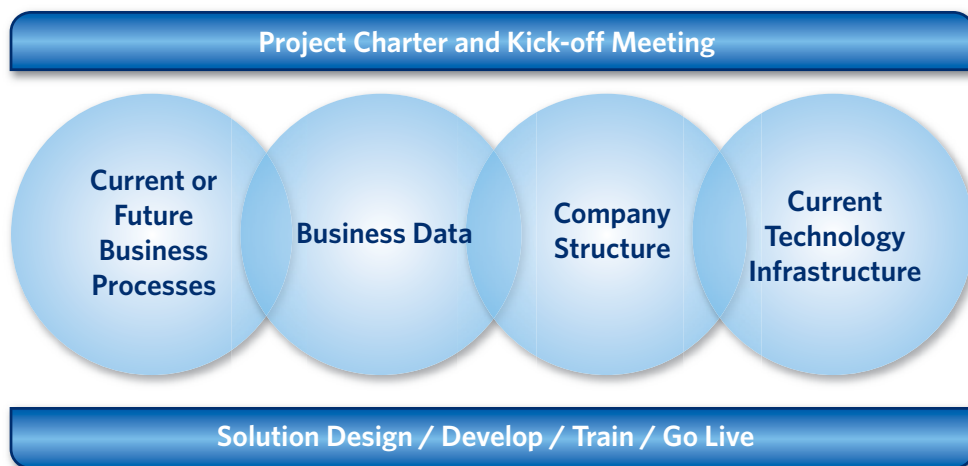 Project Charter and Kick-off Meeting
Current or
Future
Business
Processes
Business Data
Company
Structure
Current
Technology
Infrastructure
Solution Design / Develop / Train / Go Live